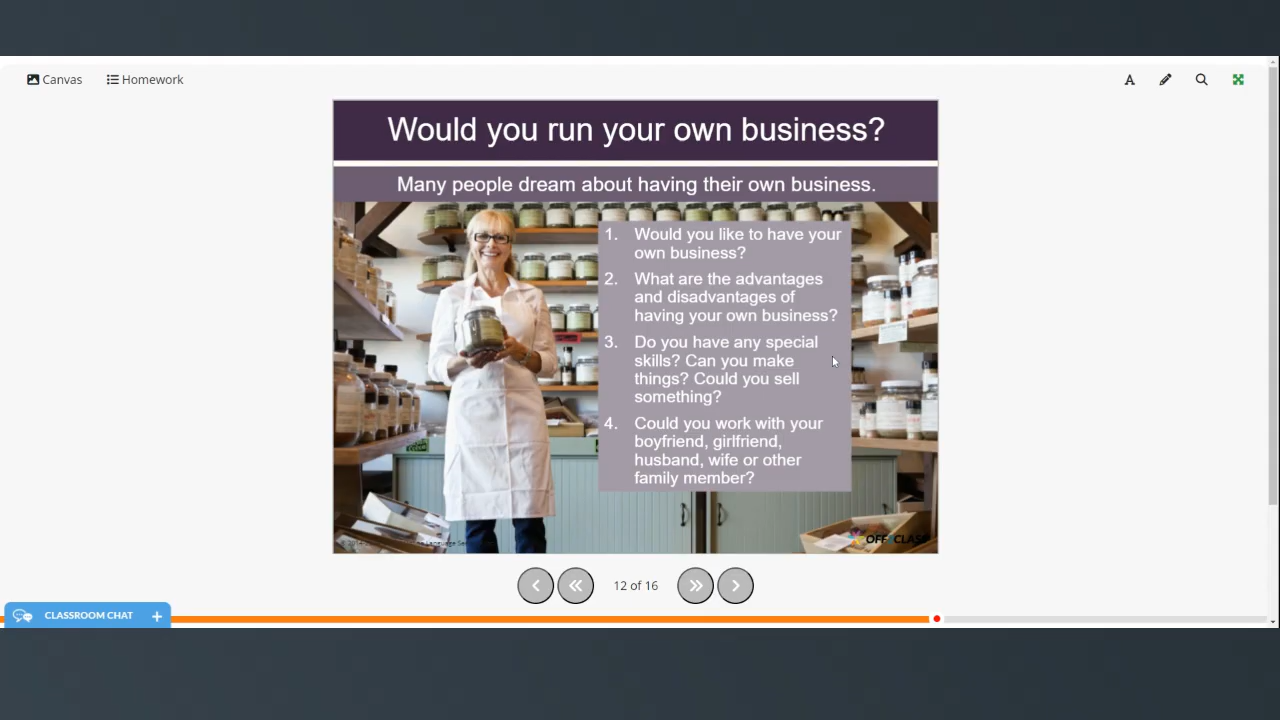 Canvas
Homework
Would you run your own business?
Many people dream about having their own business.
1. Would you like to have your
own business?
2. What are the advantages
and disadvantages of
having your own business?
3. Do you have any special
skills? Can you make
things? Could you sell
something?
4. Could you work with your
boyfriend, girlfriend,
husband, wife or other
family member?
12 of 16
CLASSROOM CHAT +